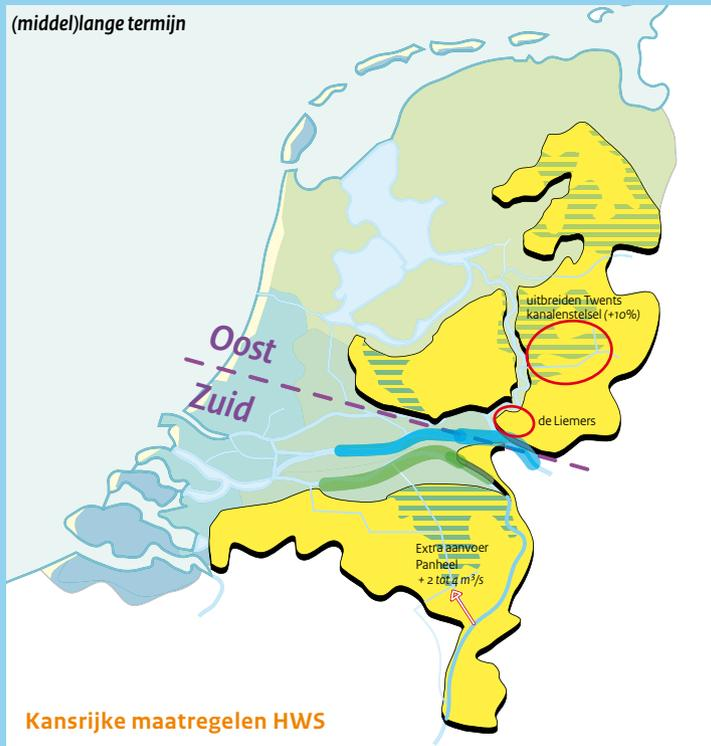 (middel)lange termijn
uitbreiden Twents
kanalenstelsel (+10%)
Oost
Zuid
de Liemers
Extra aanvoer
Panheel
+ 2 tot 4 m³/s
Kansrijke maatregelen HWS